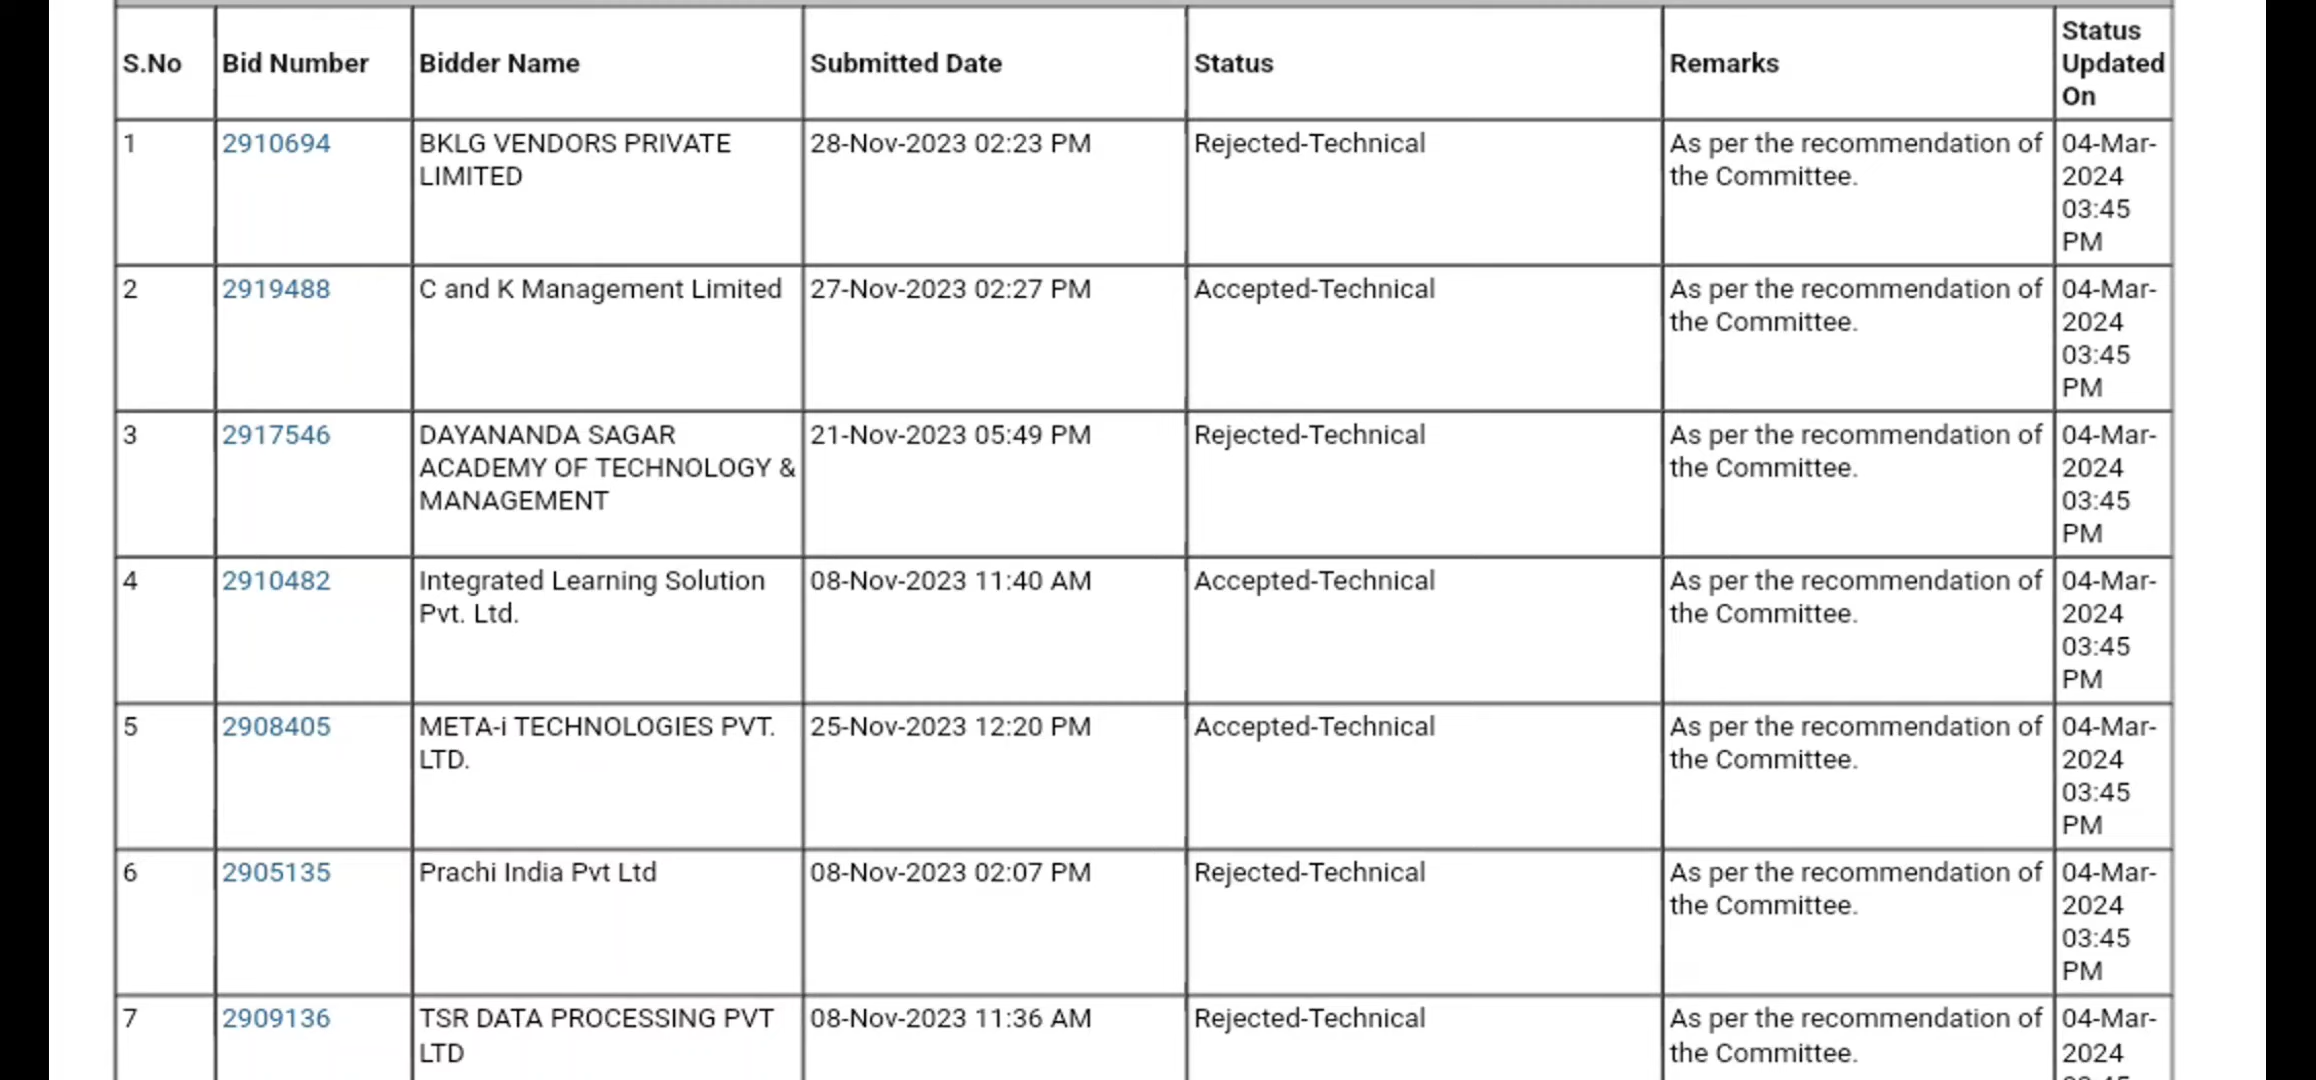 S.No Bid Number Bidder Name Submitted Date Status Remarks Status Updated On
1 2910694 BKLG VENDORS PRIVATE LIMITED 28-Nov-2023 02:23 PM Rejected-Technical As per the recommendation of the Committee. 04-Mar-2024 03:45 PM
2 2919488 C and K Management Limited 27-Nov-2023 02:27 PM Accepted-Technical As per the recommendation of the Committee. 04-Mar-2024 03:45 PM
3 2917546 DAYANANDA SAGAR ACADEMY OF TECHNOLOGY & MANAGEMENT 21-Nov-2023 05:49 PM Rejected-Technical As per the recommendation of the Committee. 04-Mar-2024 03:45 PM
4 2910482 Integrated Learning Solution Pvt. Ltd. 08-Nov-2023 11:40 AM Accepted-Technical As per the recommendation of the Committee. 04-Mar-2024 03:45 PM
5 2908405 META-i TECHNOLOGIES PVT. LTD. 25-Nov-2023 12:20 PM Accepted-Technical As per the recommendation of the Committee. 04-Mar-2024 03:45 PM
6 2905135 Prachi India Pvt Ltd 08-Nov-2023 02:07 PM Rejected-Technical As per the recommendation of the Committee. 04-Mar-2024 03:45 PM
7 2909136 TSR DATA PROCESSING PVT LTD 08-Nov-2023 11:36 AM Rejected-Technical As per the recommendation of the Committee. 04-Mar-2024